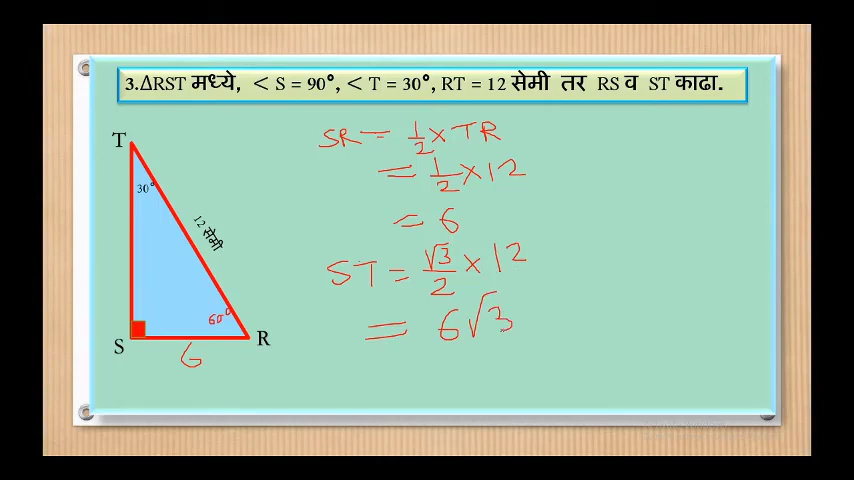 3.ΔRST मध्ये, < S = 90°, < T = 30°, RT = 12 सेमी तर RS व ST काढा.
T
30°
12 सेमी
60°
S
R
6
SR = 1/2 × TR
= 1/2 × 12
= 6
ST = √3/2 × 12
= 6√3